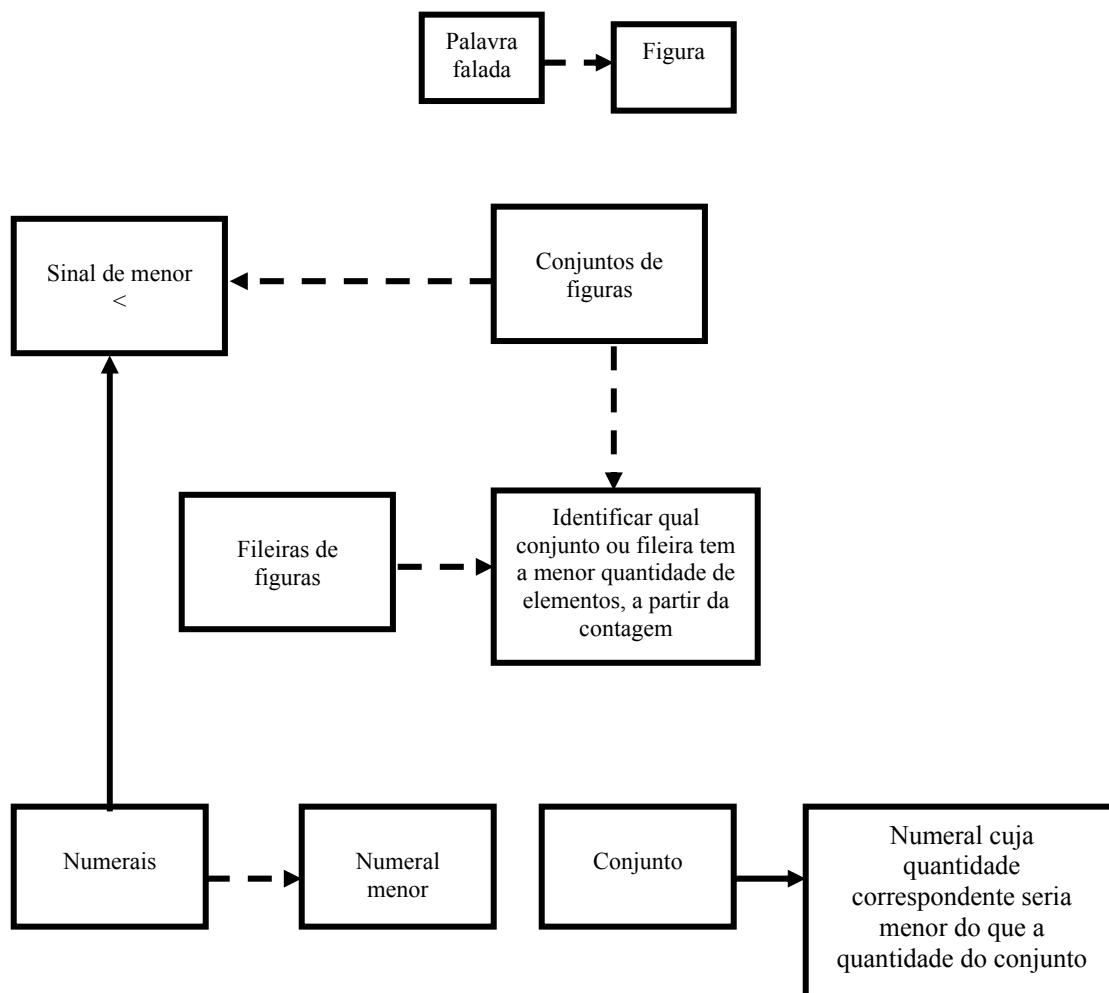 Palavra
falada
Figura
Sinal de menor
<
Conjuntos de
figuras
Fileiras de
figuras
Identificar qual
conjunto ou fileira tem
a menor quantidade de
elementos, a partir da
contagem
Numerais
Numeral
menor
Conjunto
Numeral cuja
quantidade
correspondente seria
menor do que a
quantidade do conjunto